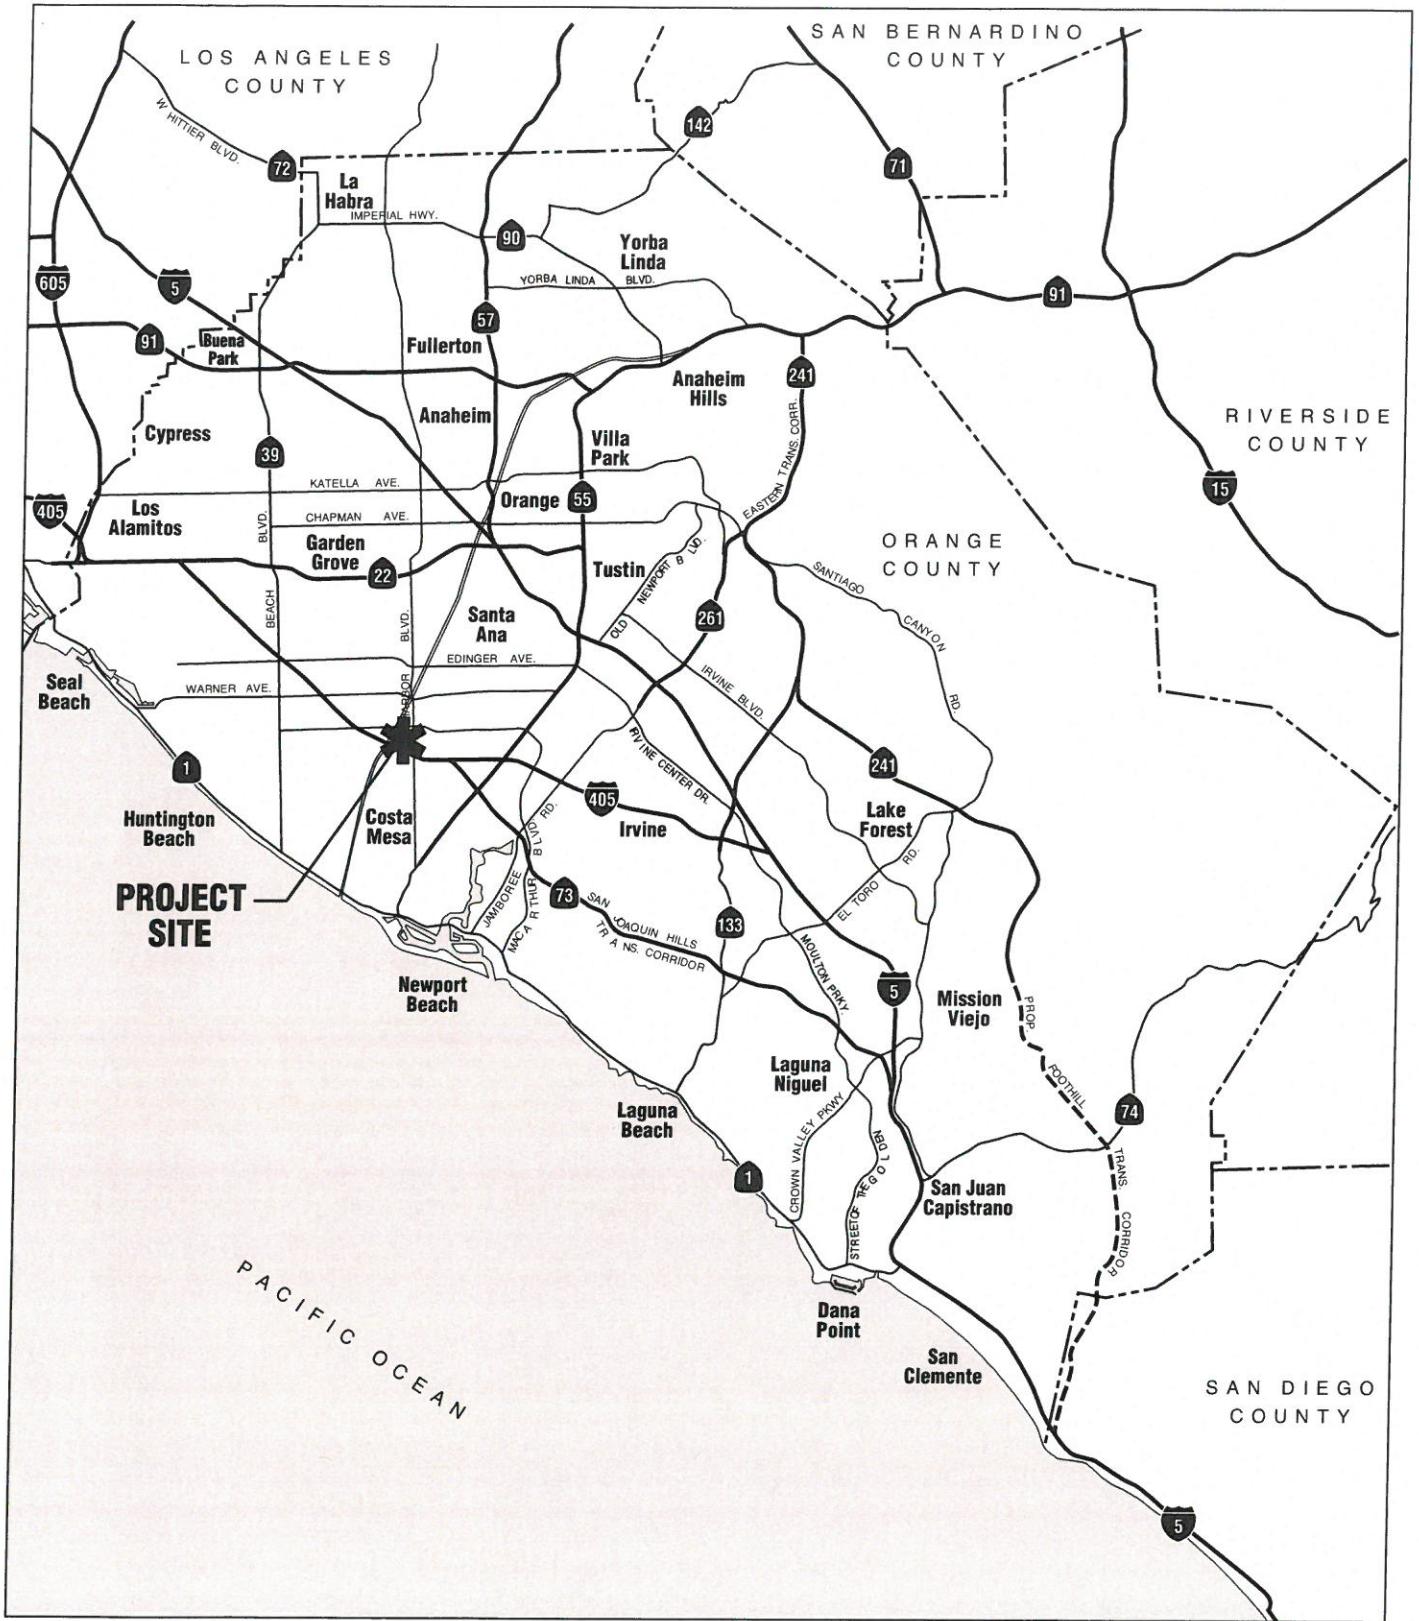 LOS ANGELES
COUNTY
SAN BERNARDINO
COUNTY
WHITTIER BLVD.
142
72
71
La
Habra
IMPERIAL HWY.
90
Yorba
Linda
605
5
YORBA LINDA BLVD.
91
57
91
Buena
Park
Fullerton
241
Anaheim
Hills
Anaheim
RIVERSIDE
COUNTY
Cypress
Villa
Park
EASTERN TRANS. CORR.
39
KATELLA AVE.
15
405
Los
Alamitos
Orange
55
BLVD.
CHAPMAN AVE.
Garden
Grove
22
ORANGE
COUNTY
Tustin
OLD NEWPORT BLVD.
SANTIAGO CANYON RD.
BEACH
HARBOR BLVD.
Santa
Ana
261
EDINGER AVE.
Seal
Beach
WARNER AVE.
IRVINE BLVD.
1
IRVINE CENTER DR.
241
405
Huntington
Beach
Costa
Mesa
Irvine
Lake
Forest
PROJECT
SITE
JAMBOREE RD.
MACARTHUR BLVD.
73
SAN JOAQUIN HILLS
TRANS. CORRIDOR
133
EL TORO RD.
MOULTON PRKY.
Newport
Beach
5
Mission
Viejo
PROP. FOOTHILL TRANS. CORRIDOR
Laguna
Niguel
Laguna
Beach
74
CROWN VALLEY PKWY
STREET OF THE GOLDEN
1
San Juan
Capistrano
PACIFIC OCEAN
Dana
Point
San
Clemente
SAN DIEGO
COUNTY
5